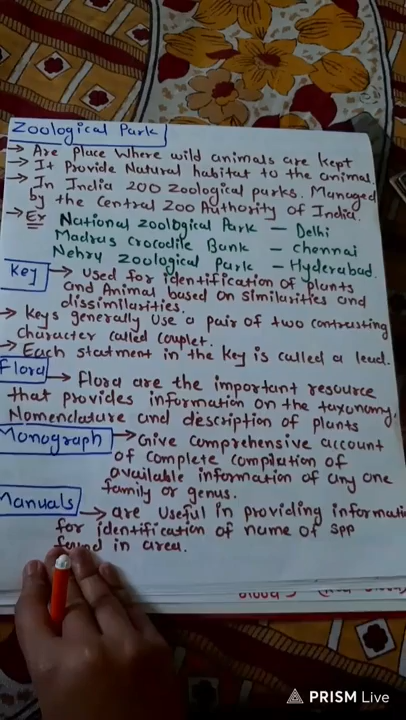 Zoological Park
→ Are Place Where wild animals are kept
→ It Provide Natural habitat to the animal.
→ In India 200 Zoological parks. Managed
by the Central Zoo Authority of India.
→ Ex National Zoological Park — Delhi
Madras Crocodile Bank — Chennai
Nehry Zoological Park — Hyderabad.
Key → Used for identification of plants
and Animal based on similarities and
dissimilarities.
→ Keys generally Use a pair of two contrasting
character called couplet.
→ Each statment in the key is called a lead.
Flora → Flora are the important resource
that provides information on the taxonomy,
Nomenclature and description of plants
Monograph → Give comprehensive account
of complete compilation of
available information of any one
family or genus.
Manuals → are Useful in providing informati
for identification of name of spp
found in area.
PRISM Live